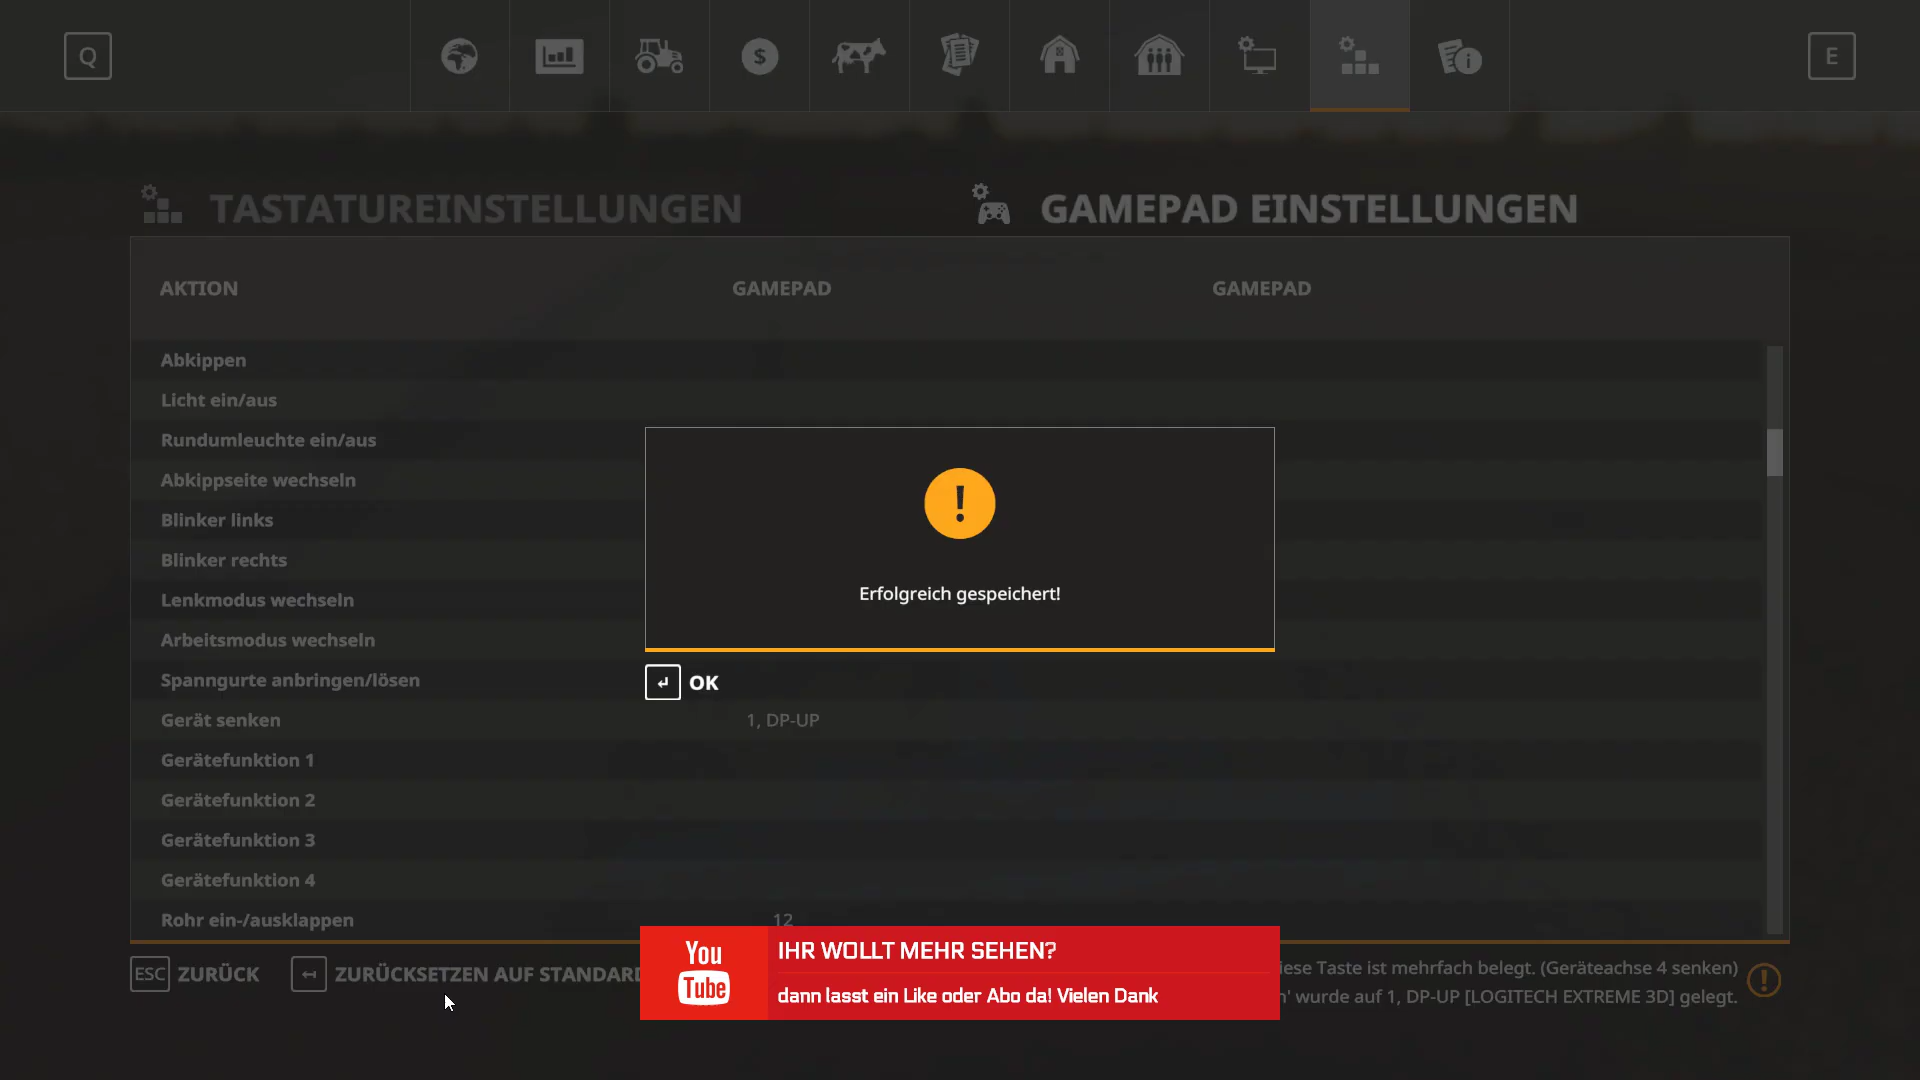 Q
E
TASTATUREINSTELLUNGEN
GAMEPAD EINSTELLUNGEN
AKTION GAMEPAD GAMEPAD
Abkippen
Licht ein/aus
Rundumleuchte ein/aus
Abkippseite wechseln
Blinker links
Blinker rechts
Lenkmodus wechseln
Arbeitsmodus wechseln
Spanngurte anbringen/lösen
Gerät senken 1, DP-UP
Gerätefunktion 1
Gerätefunktion 2
Gerätefunktion 3
Gerätefunktion 4
Rohr ein-/ausklappen 12
!
Erfolgreich gespeichert!
OK
ESC ZURÜCK
ZURÜCKSETZEN AUF STANDARD
You
Tube
IHR WOLLT MEHR SEHEN?
dann lasst ein Like oder Abo da! Vielen Dank
iese Taste ist mehrfach belegt. (Geräteachse 4 senken)
n' wurde auf 1, DP-UP [LOGITECH EXTREME 3D] gelegt.